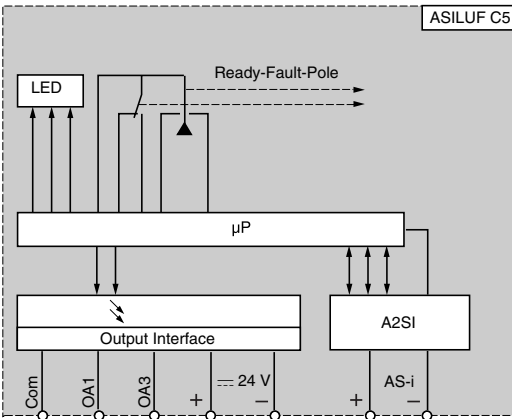 ASILUF C5
LED
Ready-Fault-Pole
µP
Output Interface
A2SI
Com
OA1
OA3
+
⎓ 24 V
−
+
AS-i
−